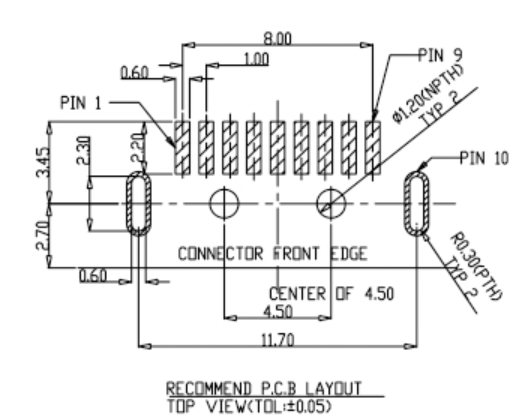 8.00
PIN 9
0.60
1.00
PIN 1
Ø1.20(NPTH)
TYP 2
3.45
2.30
2.20
PIN 10
2.70
CONNECTOR FRONT EDGE
R0.30(PTH)
TYP 2
0.60
CENTER OF 4.50
4.50
11.70
RECOMMEND P.C.B LAYOUT
TOP VIEW(TOL:±0.05)